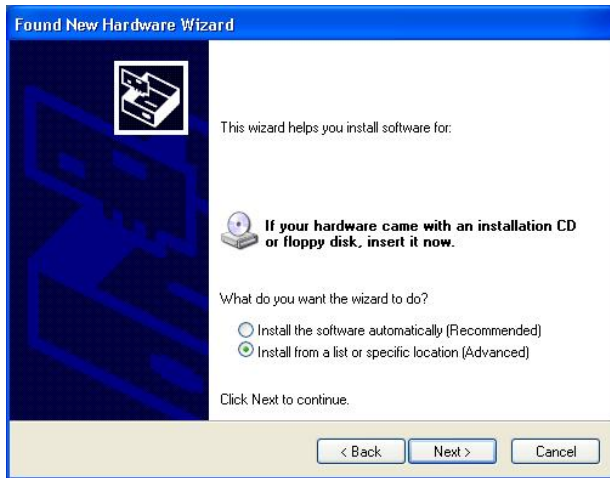 Found New Hardware Wizard
This wizard helps you install software for:
If your hardware came with an installation CD
or floppy disk, insert it now.
What do you want the wizard to do?
Install the software automatically (Recommended)
Install from a list or specific location (Advanced)
Click Next to continue.
< Back Next > Cancel